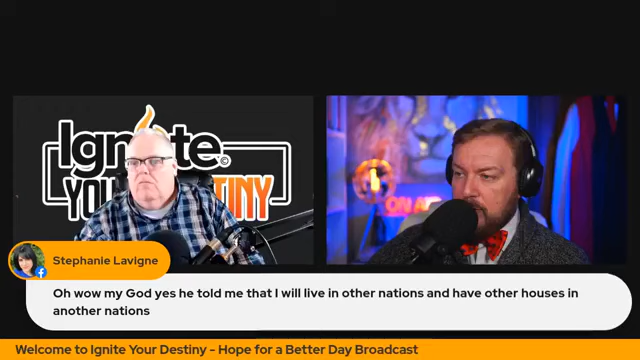 Ignite
YOUR DESTINY
ON AIR
Stephanie Lavigne
Oh wow my God yes he told me that I will live in other nations and have other houses in
another nations
Welcome to Ignite Your Destiny - Hope for a Better Day Broadcast